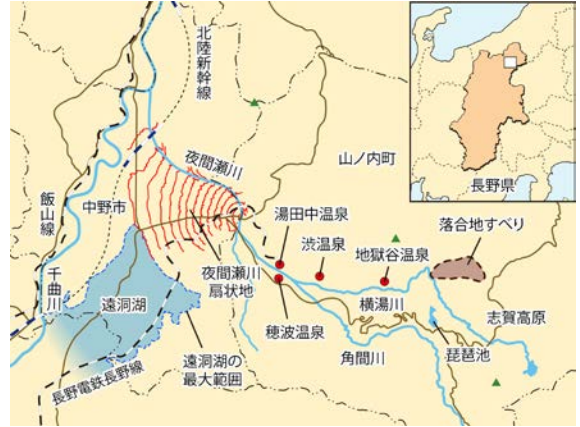 北陸新幹線
長野県
夜間瀬川
山ノ内町
飯山線
中野市
湯田中温泉
落合地すべり
渋温泉
地獄谷温泉
夜間瀬川
扇状地
千曲川
遠洞湖
横湯川
志賀高原
穂波温泉
琵琶池
角間川
遠洞湖の
最大範囲
長野電鉄長野線